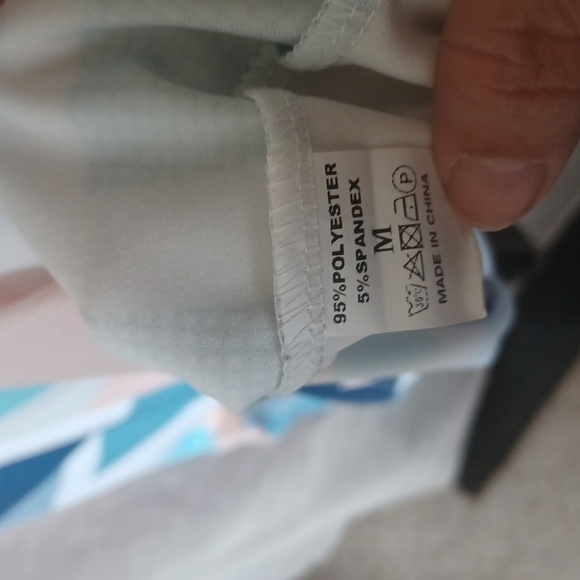 95%POLYESTER
5%SPANDEX
M
P
MADE IN CHINA